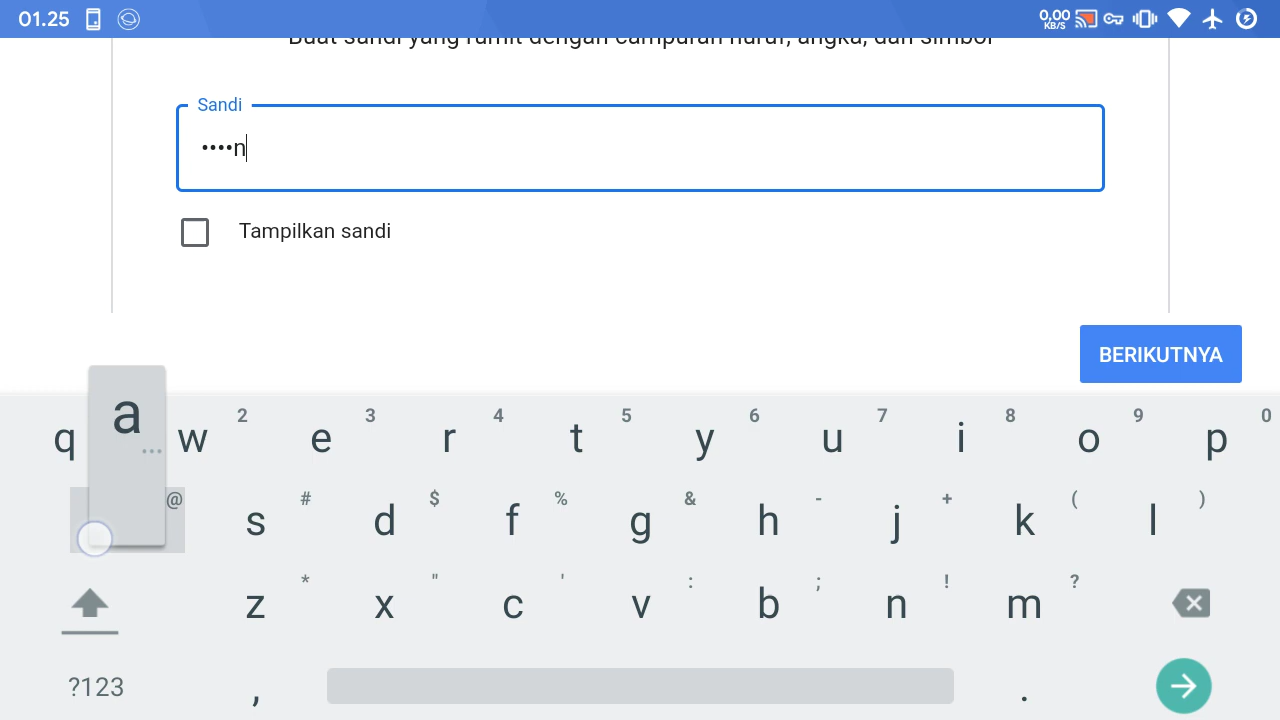 01.25
0,00
KB/S
Buat sandi yang rumit dengan campuran huruf, angka, dan simbol
Sandi
••••n
Tampilkan sandi
BERIKUTNYA
a
...
q w 2 e 3 r 4 t 5 y 6 u 7 i 8 o 9 p 0
@ s # d $ f % g & h - j + k ( l )
z * x " c ' v : b ; n ! m ?
?123 , .